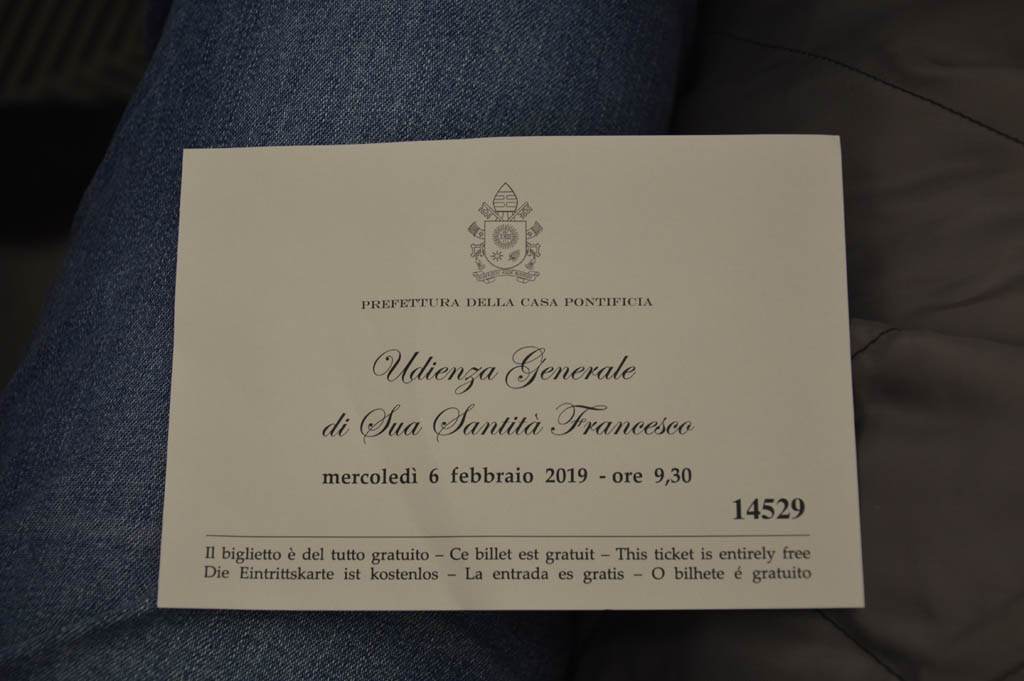 PREFETTURA DELLA CASA PONTIFICIA
Udienza Generale
di Sua Santità Francesco
mercoledì 6 febbraio 2019 - ore 9,30
14529
Il biglietto è del tutto gratuito – Ce billet est gratuit – This ticket is entirely free
Die Eintrittskarte ist kostenlos – La entrada es gratis – O bilhete é gratuito